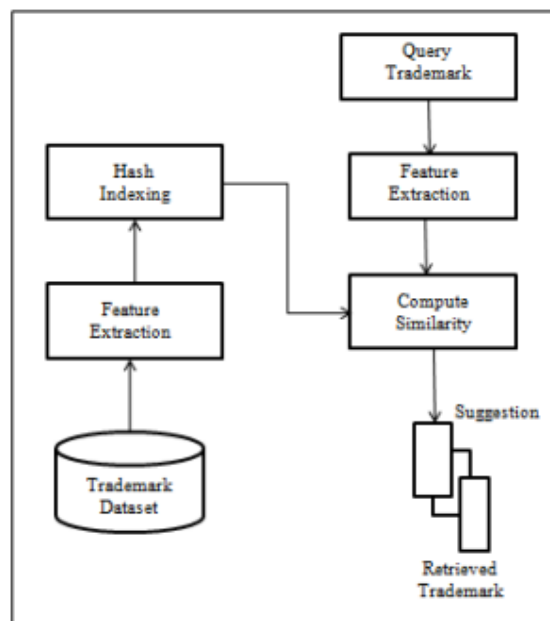 Query
Trademark
Hash
Indexing
Feature
Extraction
Feature
Extraction
Compute
Similarity
Suggestion
Trademark
Dataset
Retrieved
Trademark